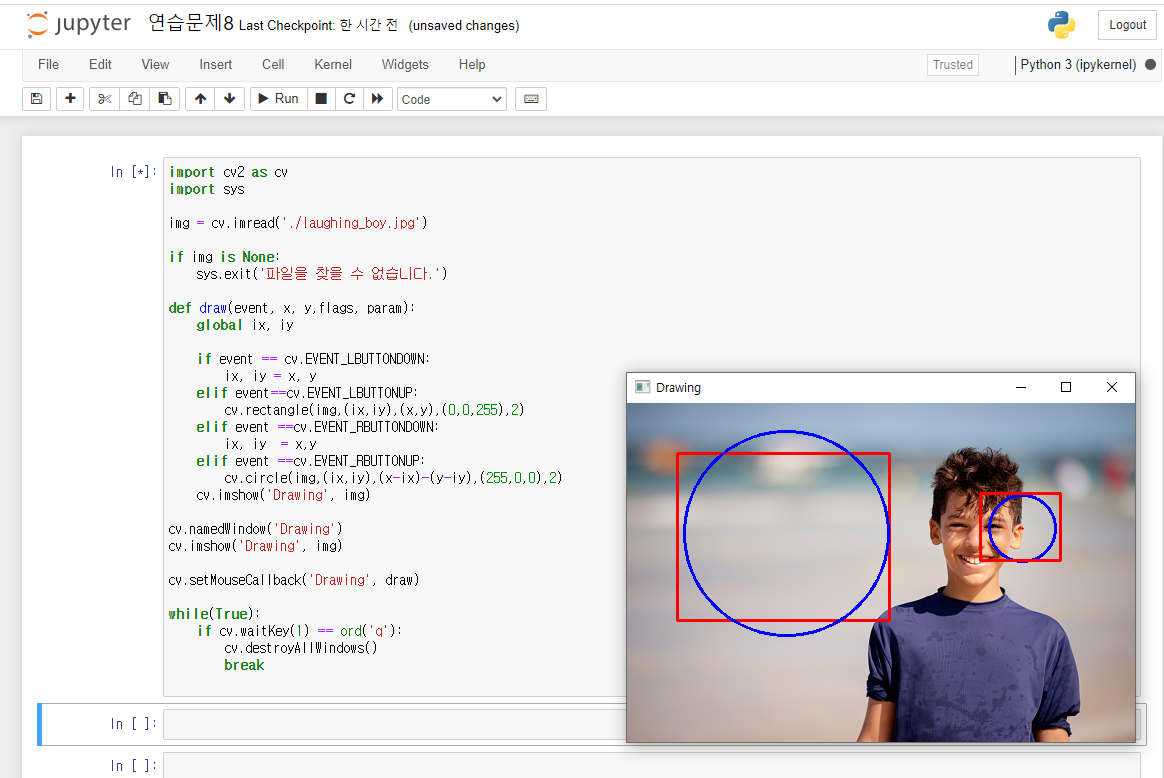 jupyter 연습문제8 Last Checkpoint: 한 시간 전 (unsaved changes) Logout
File Edit View Insert Cell Kernel Widgets Help Trusted Python 3 (ipykernel)
Run Code
In [*]:
import cv2 as cv
import sys
img = cv.imread('./laughing_boy.jpg')
if img is None:
    sys.exit('파일을 찾을 수 없습니다.')
def draw(event, x, y,flags, param):
    global ix, iy
    if event == cv.EVENT_LBUTTONDOWN:
        ix, iy = x, y
    elif event==cv.EVENT_LBUTTONUP:
        cv.rectangle(img,(ix,iy),(x,y),(0,0,255),2)
    elif event ==cv.EVENT_RBUTTONDOWN:
        ix, iy  = x,y
    elif event ==cv.EVENT_RBUTTONUP:
        cv.circle(img,(ix,iy),(x-ix)-(y-iy),(255,0,0),2)
    cv.imshow('Drawing', img)
cv.namedWindow('Drawing')
cv.imshow('Drawing', img)
cv.setMouseCallback('Drawing', draw)
while(True):
    if cv.waitKey(1) == ord('q'):
        cv.destroyAllWindows()
        break
Drawing
In [ ]:
In [ ]: